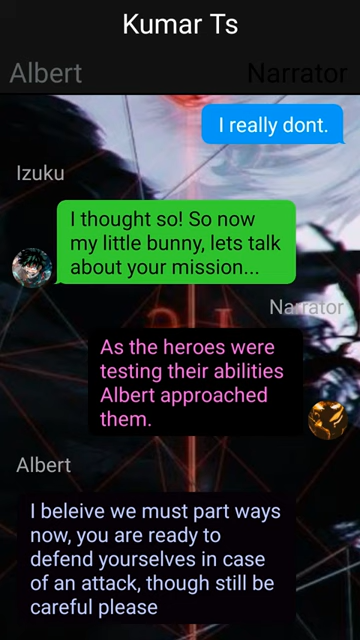 Kumar Ts
Albert Narrator
I really dont.
Izuku
I thought so! So now
my little bunny, lets talk
about your mission...
Narrator
As the heroes were
testing their abilities
Albert approached
them.
Albert
I beleive we must part ways
now, you are ready to
defend yourselves in case
of an attack, though still be
careful please